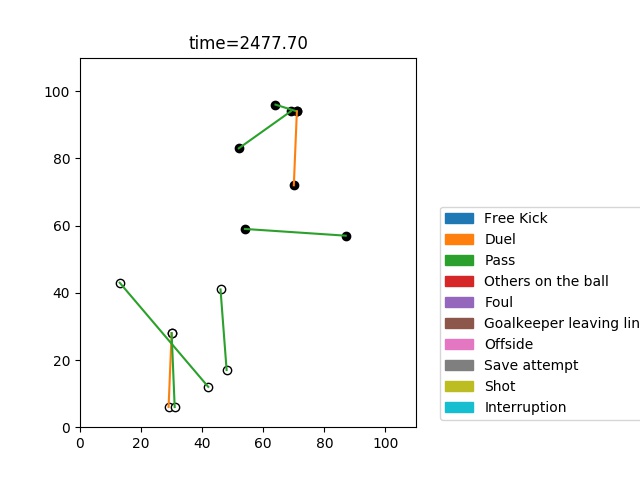 time=2477.70
100
80
60
40
20
0
0 20 40 60 80 100
Free Kick
Duel
Pass
Others on the ball
Foul
Goalkeeper leaving lin
Offside
Save attempt
Shot
Interruption